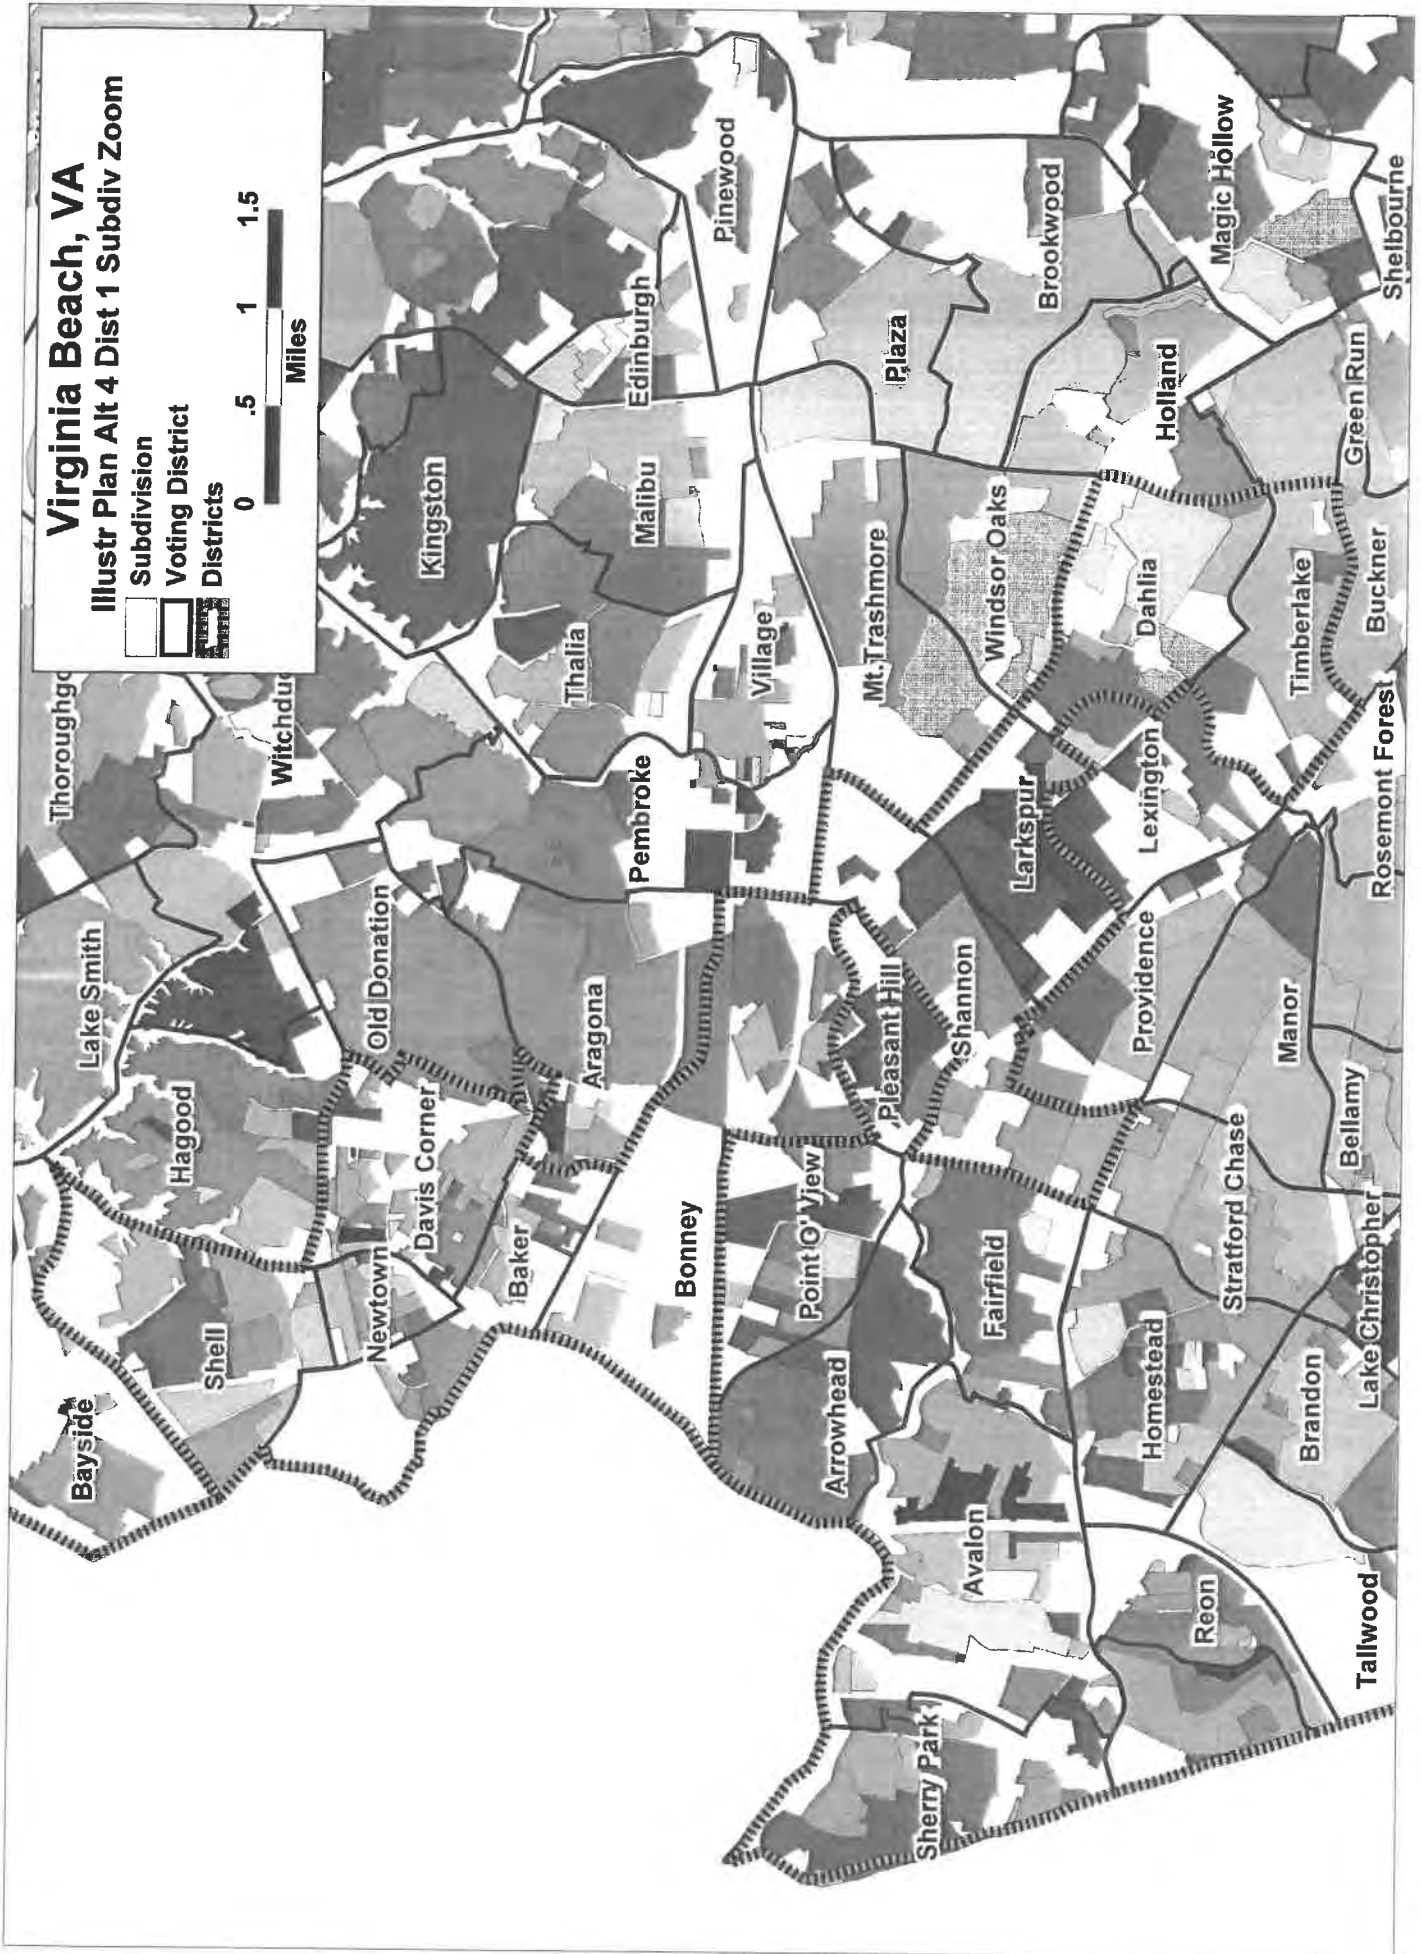 Virginia Beach, VA
Illustr Plan Alt 4 Dist 1 Subdiv Zoom
Subdivision
Voting District
Districts
0 .5 1 1.5
Miles
Thoroughgo
Bayside
Lake Smith
Hagood
Shell
Witchduc
Old Donation
Newtown
Davis Corner
Kingston
Baker
Aragona
Thalia
Pembroke
Malibu
Edinburgh
Bonney
Village
Pinewood
Point O' View
Arrowhead
Mt.Trashmore
Pleasant Hill
Plaza
Sherry Park
Avalon
Fairfield
Shannon
Larkspur
Windsor Oaks
Brookwood
Homestead
Providence
Lexington
Dahlia
Holland
Reon
Stratford Chase
Magic Hollow
Manor
Timberlake
Brandon
Bellamy
Green Run
Tallwood
Lake Christopher
Rosemont Forest
Buckner
Shelbourne